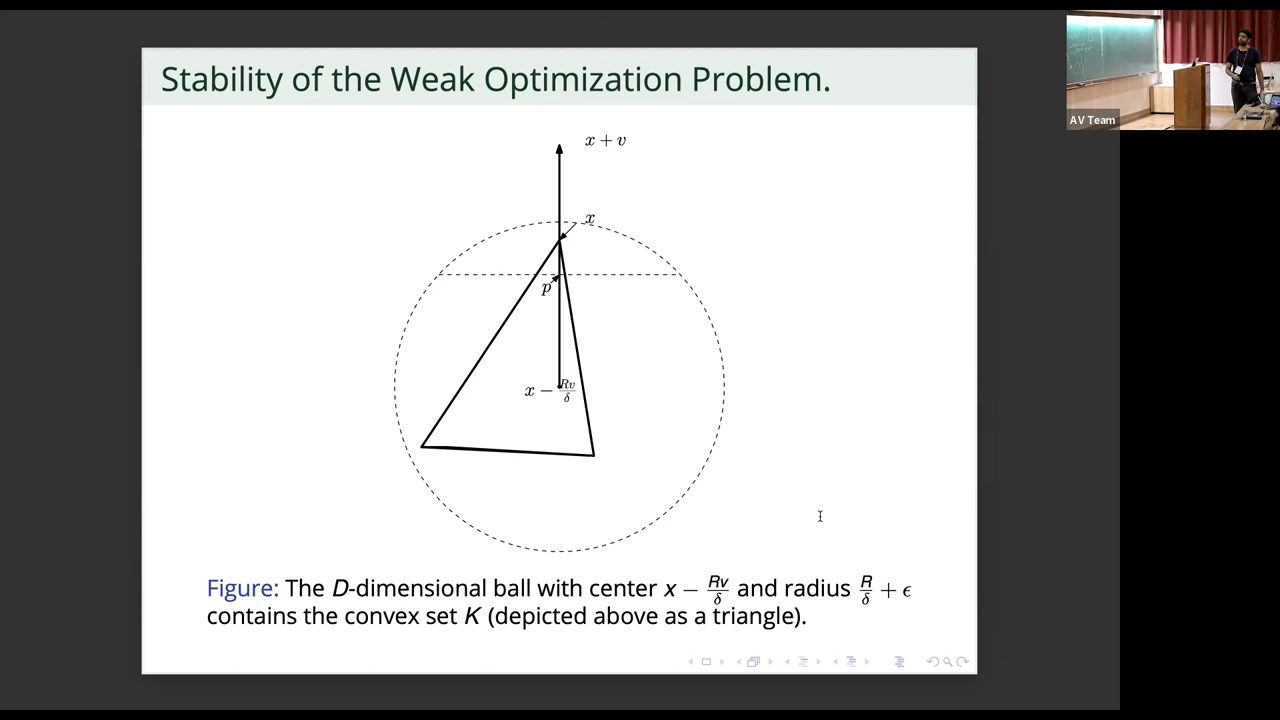 Stability of the Weak Optimization Problem.
x + v
x
p
x − Rv/δ
Figure: The D-dimensional ball with center x − Rv/δ and radius R/δ + ϵ
contains the convex set K (depicted above as a triangle).
AV Team